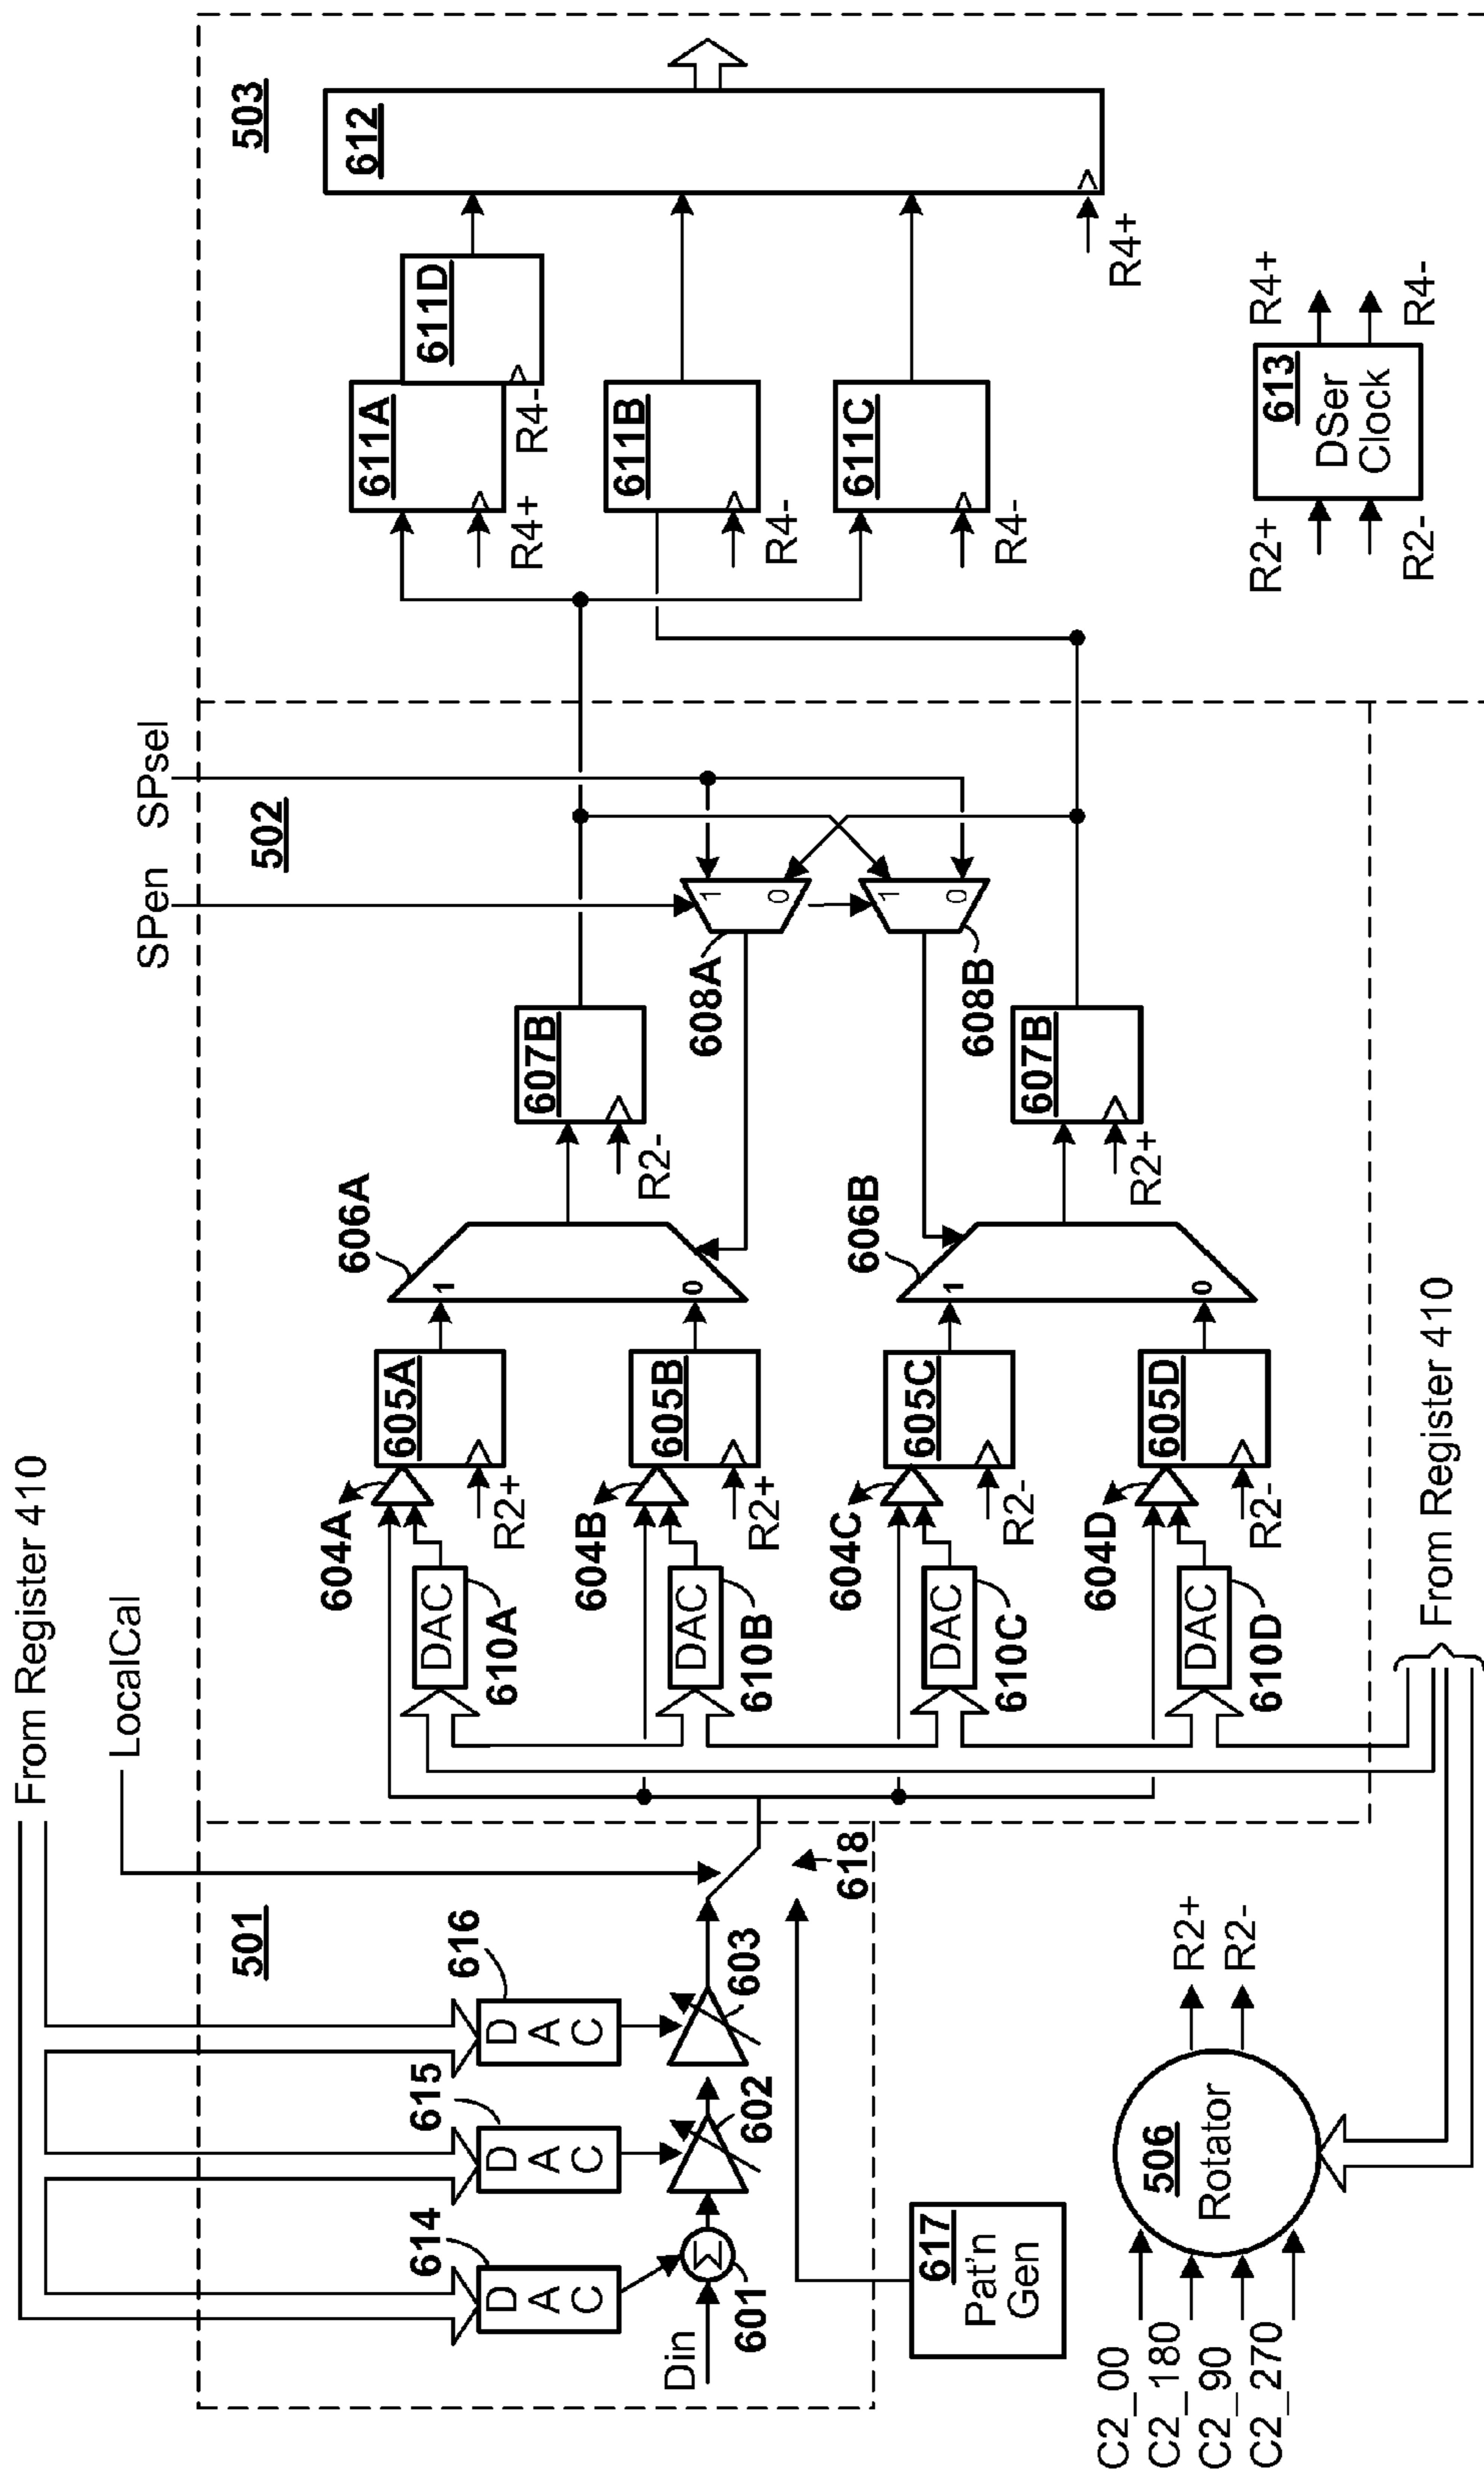 From Register 410
LocalCal
SPen
SPsel
501
502
503
614
DAC
615
DAC
616
DAC
Din
601
Σ
602
603
618
617
Pat'n
Gen
604A
605A
R2+
DAC
610A
604B
605B
R2+
DAC
610B
604C
605C
R2-
DAC
610C
604D
605D
R2-
DAC
610D
606A
1
0
606B
1
0
607B
R2-
607B
R2+
608A
1
0
608B
1
0
611A
R4+
611D
R4-
611B
R4-
611C
R4-
612
R4+
R2+
R2-
613
DSer
Clock
R4+
R4-
C2_00
C2_180
C2_90
C2_270
506
Rotator
R2+
R2-
From Register 410